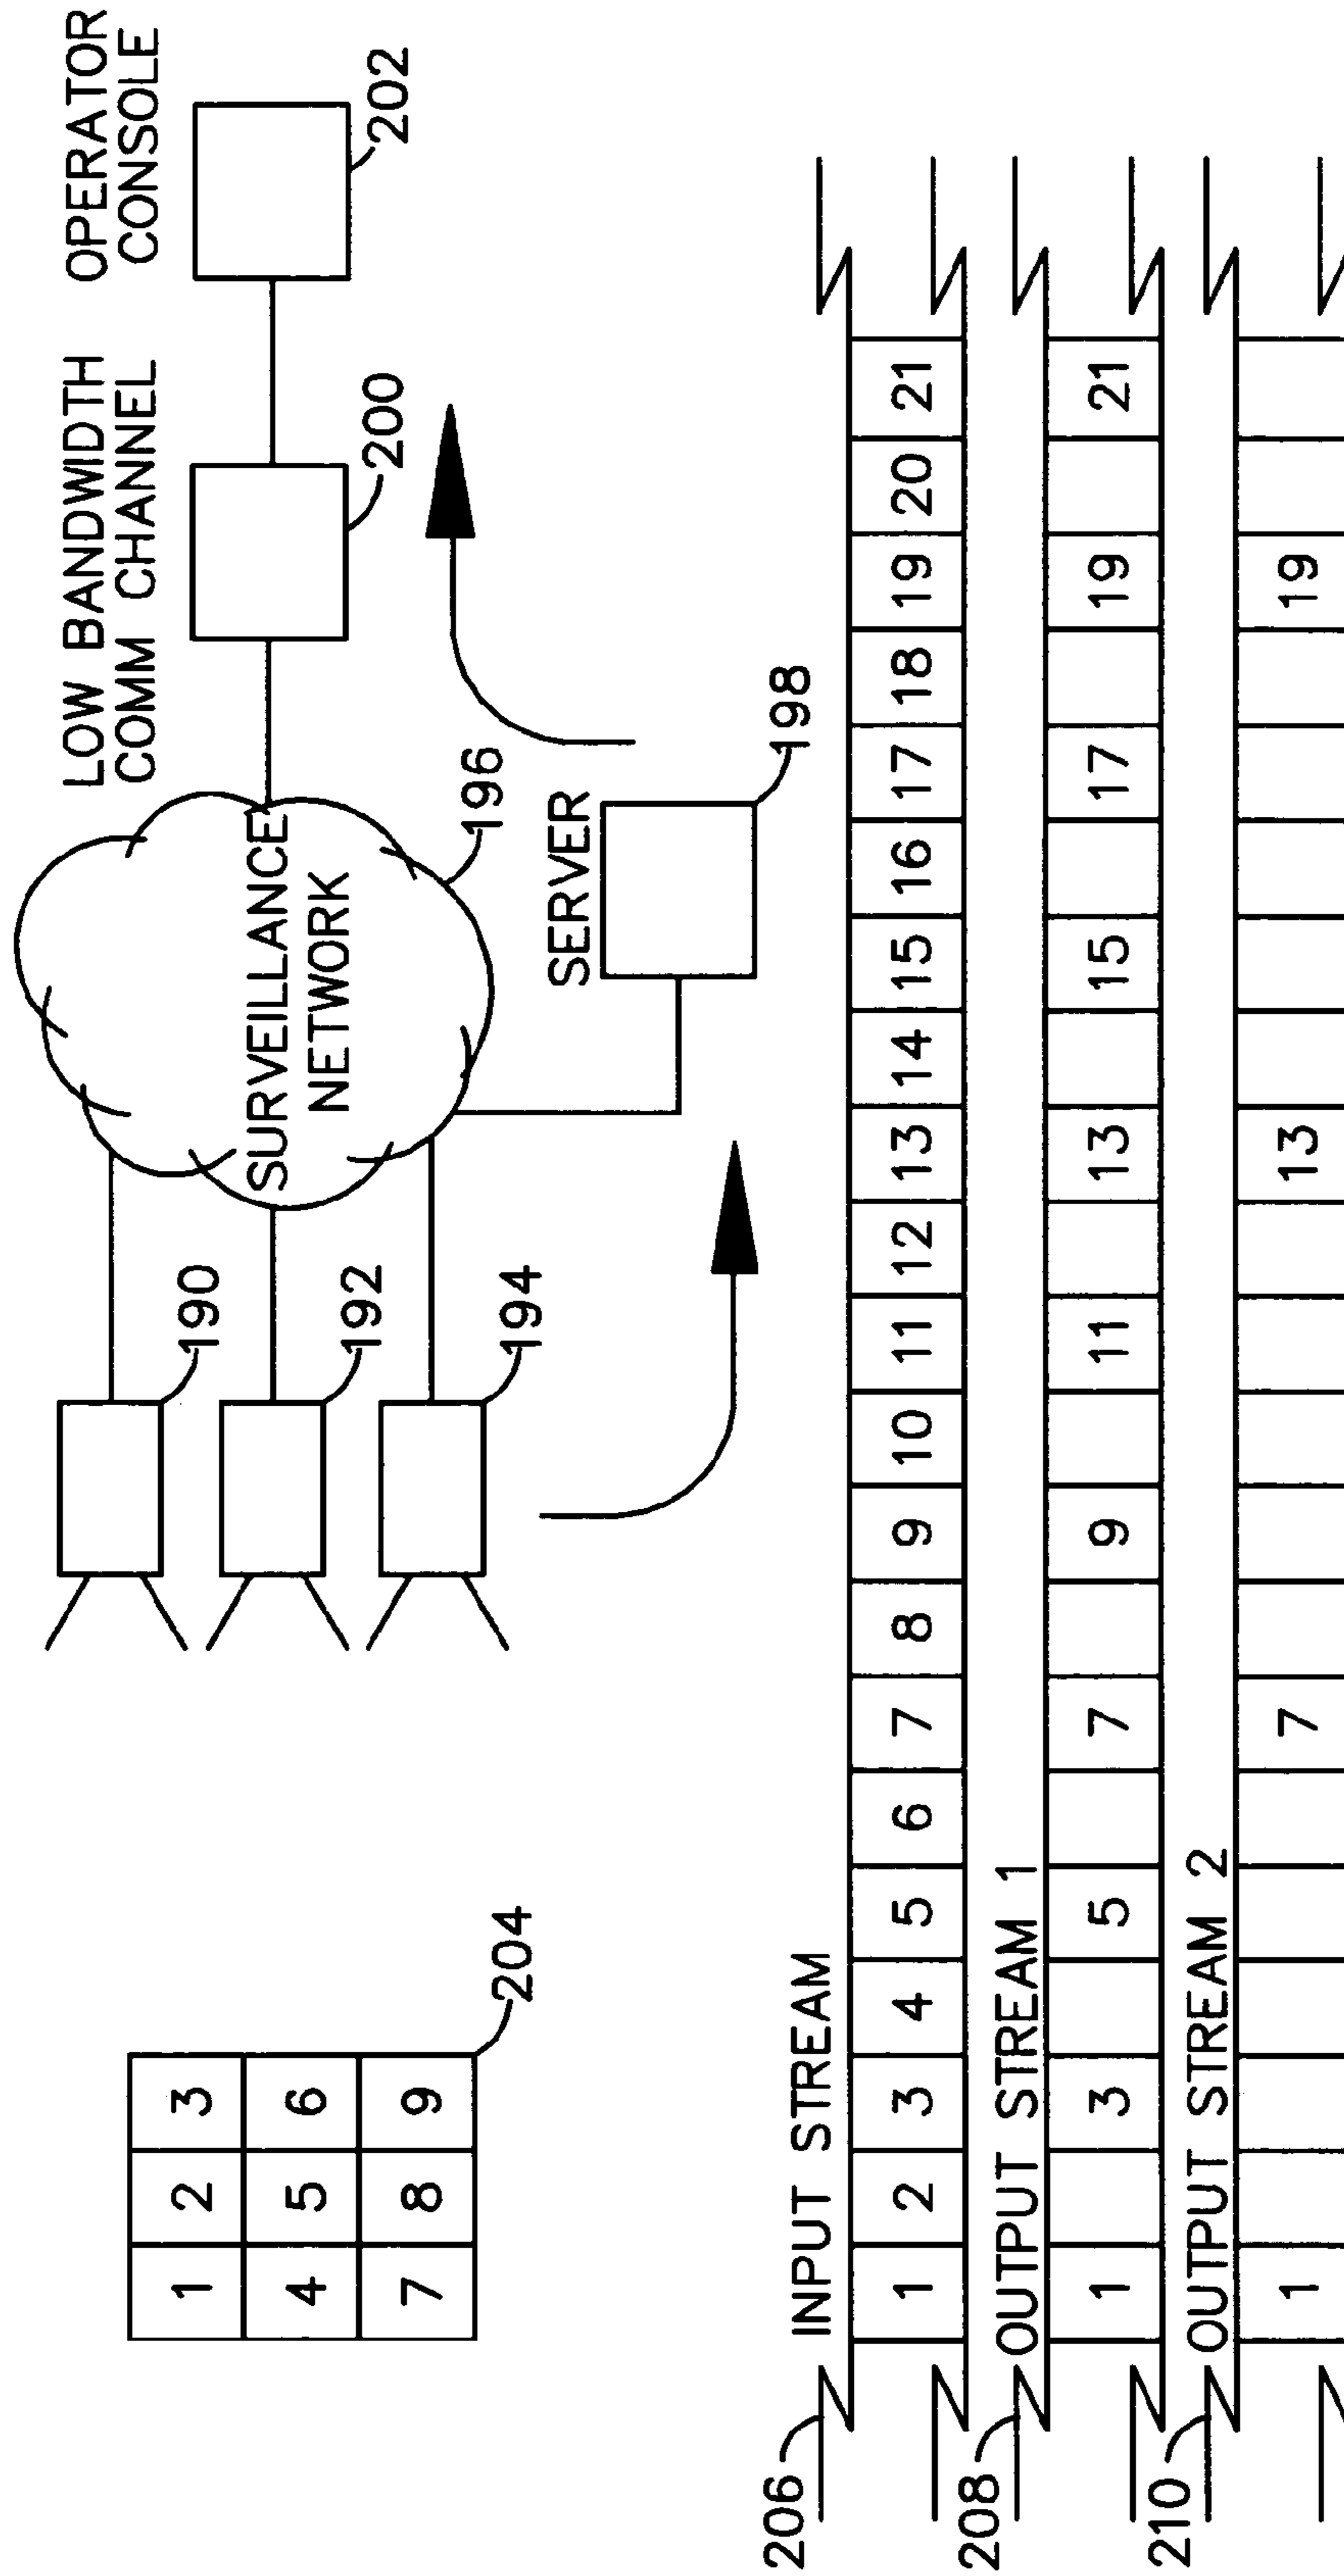 LOW BANDWIDTH
COMM CHANNEL
OPERATOR
CONSOLE
190
192
194
SURVEILLANCE
NETWORK
196
200
202
SERVER
198
1 2 3
4 5 6
7 8 9
204
206
INPUT STREAM
1 2 3 4 5 6 7 8 9 10 11 12 13 14 15 16 17 18 19 20 21
208
OUTPUT STREAM 1
1 3 5 7 9 11 13 15 17 19 21
210
OUTPUT STREAM 2
1 7 13 19